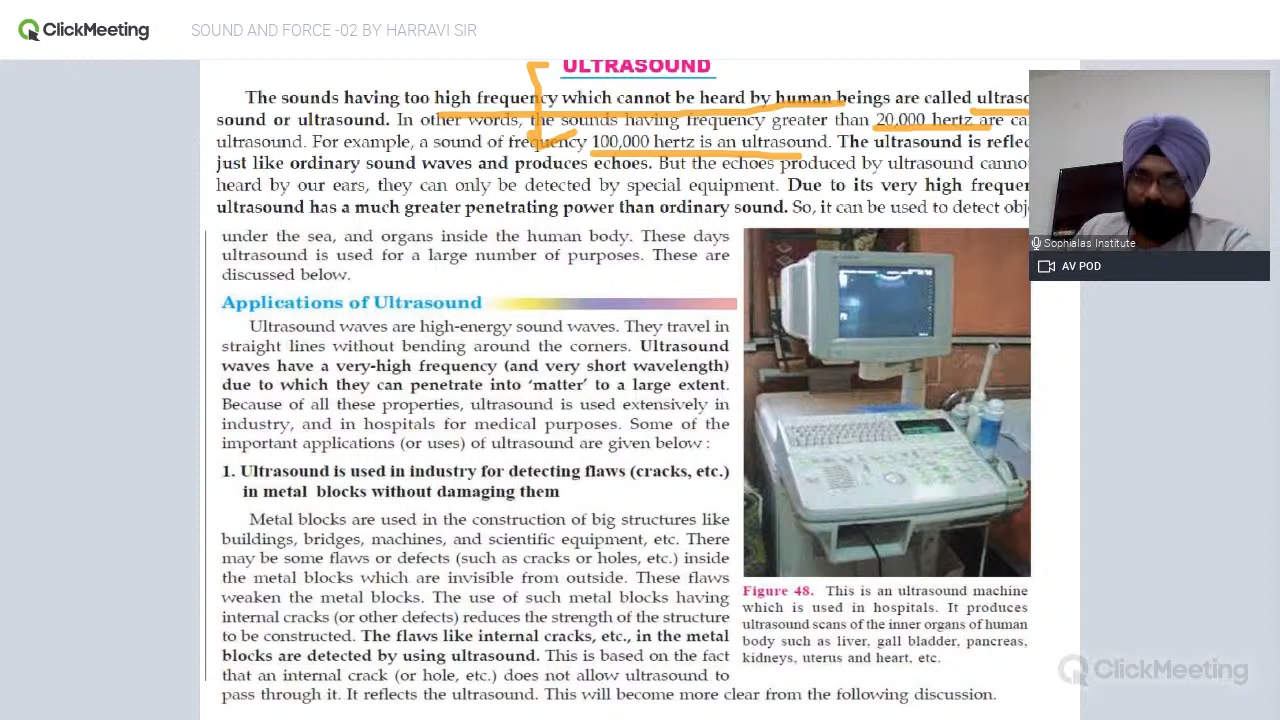 ClickMeeting
SOUND AND FORCE -02 BY HARRAVI SIR
ULTRASOUND
The sounds having too high frequency which cannot be heard by human beings are called
sound or ultrasound. In other words, the sounds having frequency greater than 20,000 hertz are
ultrasound. For example, a sound of frequency 100,000 hertz is an ultrasound. The ultrasound is
just like ordinary sound waves and produces echoes. But the echoes produced by ultrasound
heard by our ears, they can only be detected by special equipment. Due to its very high
ultrasound has a much greater penetrating power than ordinary sound. So, it can be used to detect
under the sea, and organs inside the human body. These days
ultrasound is used for a large number of purposes. These are
discussed below.
Applications of Ultrasound
Ultrasound waves are high-energy sound waves. They travel in
straight lines without bending around the corners. Ultrasound
waves have a very-high frequency (and very short wavelength)
due to which they can penetrate into ‘matter’ to a large extent.
Because of all these properties, ultrasound is used extensively in
industry, and in hospitals for medical purposes. Some of the
important applications (or uses) of ultrasound are given below :
1. Ultrasound is used in industry for detecting flaws (cracks, etc.)
in metal blocks without damaging them
Metal blocks are used in the construction of big structures like
buildings, bridges, machines, and scientific equipment, etc. There
may be some flaws or defects (such as cracks or holes, etc.) inside
the metal blocks which are invisible from outside. These flaws
weaken the metal blocks. The use of such metal blocks having
internal cracks (or other defects) reduces the strength of the structure
to be constructed. The flaws like internal cracks, etc., in the metal
blocks are detected by using ultrasound. This is based on the fact
that an internal crack (or hole, etc.) does not allow ultrasound to
pass through it. It reflects the ultrasound. This will become more clear from the following discussion.
Figure 48. This is an ultrasound machine
which is used in hospitals. It produces
ultrasound scans of the inner organs of human
body such as liver, gall bladder, pancreas,
kidneys, uterus and heart, etc.
Sophialas Institute
AV POD
ClickMeeting